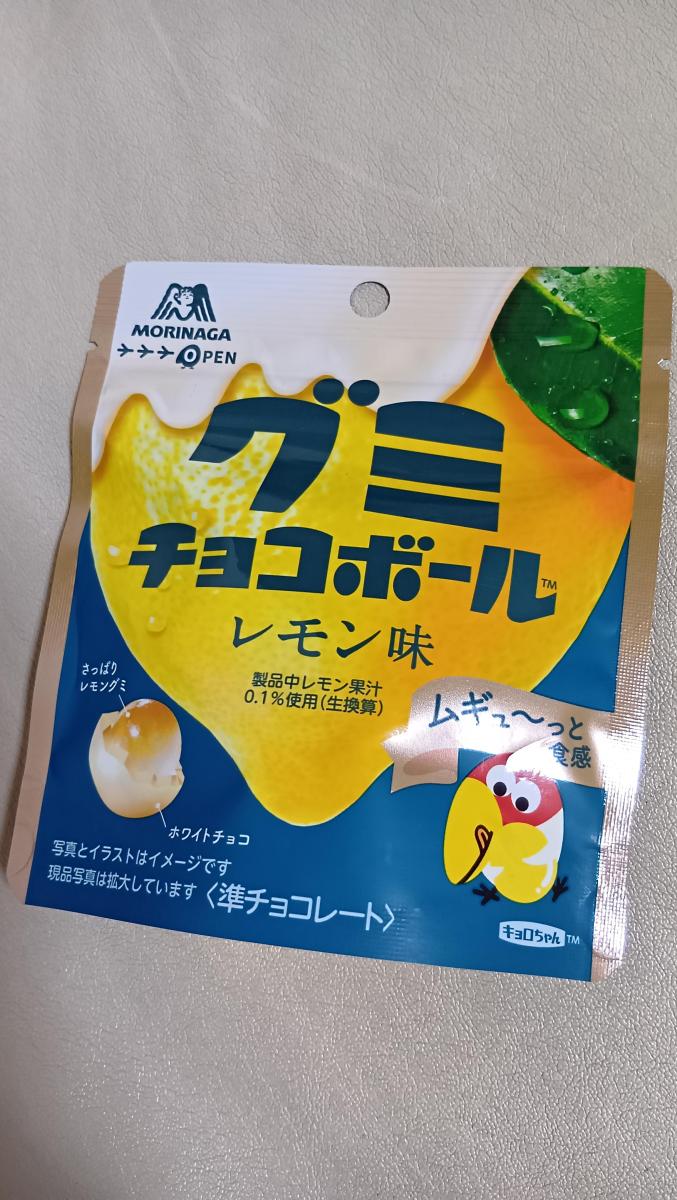 MORINAGA
OPEN
グミ
チョコボール™
レモン味
製品中レモン果汁
0.1%使用(生換算)
さっぱり
レモングミ
ホワイトチョコ
ムギュ〜っと
食感
写真とイラストはイメージです
現品写真は拡大しています
〈準チョコレート〉
キョロちゃん™